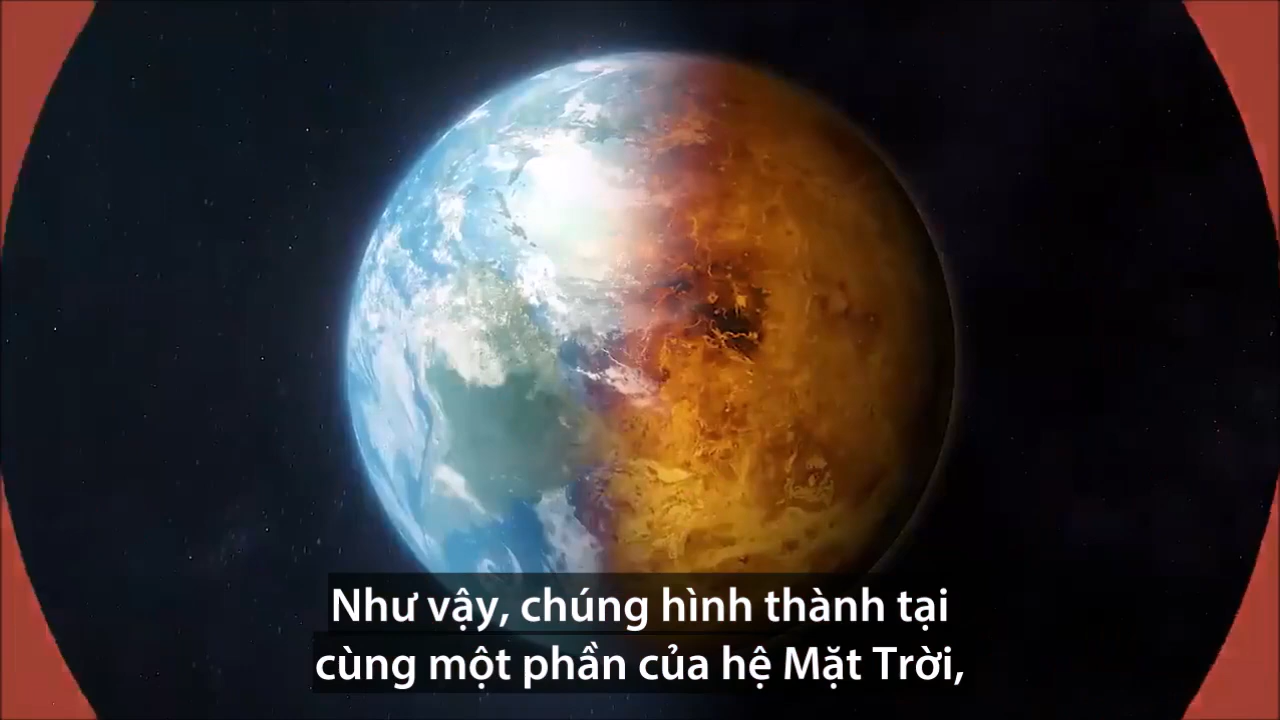 Như vậy, chúng hình thành tại
cùng một phần của hệ Mặt Trời,